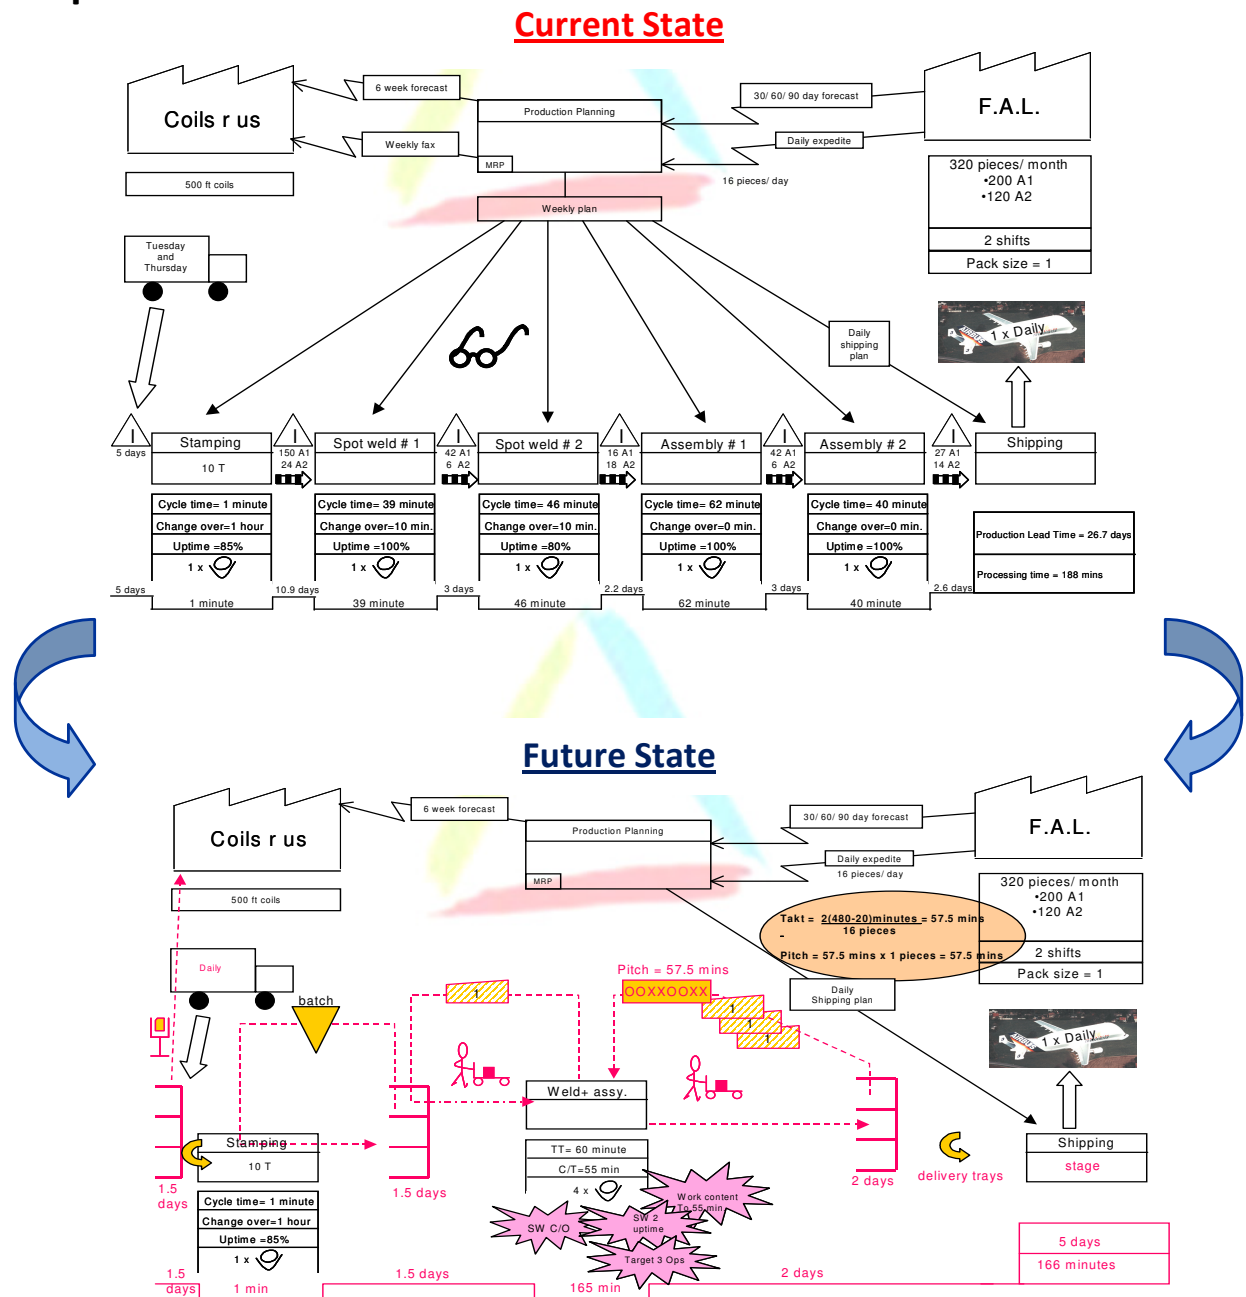 Current State
Coils r us
6 week forecast
Weekly fax
Production Planning
MRP
30/ 60/ 90 day forecast
Daily expedite
16 pieces/ day
F.A.L.
500 ft coils
Weekly plan
320 pieces/ month
•200 A1
•120 A2
2 shifts
Pack size = 1
Tuesday
and
Thursday
Daily
shipping
plan
1 x Daily
I
5 days
Stamping
10 T
I
150 A1
24 A2
Spot weld # 1
I
42 A1
6 A2
Spot weld # 2
I
16 A1
18 A2
Assembly # 1
I
42 A1
6 A2
Assembly # 2
I
27 A1
14 A2
Shipping
Cycle time= 1 minute
Change over=1 hour
Uptime =85%
1 x
Cycle time= 39 minute
Change over=10 min.
Uptime =100%
1 x
Cycle time= 46 minute
Change over=10 min.
Uptime =80%
1 x
Cycle time= 62 minute
Change over=0 min.
Uptime =100%
1 x
Cycle time= 40 minute
Change over=0 min.
Uptime =100%
1 x
Production Lead Time = 26.7 days
Processing time = 188 mins
5 days
1 minute
10.9 days
39 minute
3 days
46 minute
2.2 days
62 minute
3 days
40 minute
2.6 days
Future State
Coils r us
6 week forecast
Production Planning
MRP
30/ 60/ 90 day forecast
Daily expedite
16 pieces/ day
F.A.L.
500 ft coils
320 pieces/ month
•200 A1
•120 A2
2 shifts
Pack size = 1
Takt = 2(480-20)minutes = 57.5 mins
16 pieces
-
Pitch = 57.5 mins x 1 pieces = 57.5 mins
Daily
batch
1
Pitch = 57.5 mins
OOXXOOXX
1
1
1
Daily
Shipping plan
1 x Daily
Stamping
10 T
Weld+ assy.
Shipping
stage
delivery trays
1.5
days
1.5 days
2 days
TT= 60 minute
C/T=55 min
4 x
Cycle time= 1 minute
Change over=1 hour
Uptime =85%
1 x
Work content
To 55 min.
SW C/O
SW 2
uptime
Target 3 Ops
5 days
166 minutes
1.5
days
1 min
1.5 days
165 min
2 days